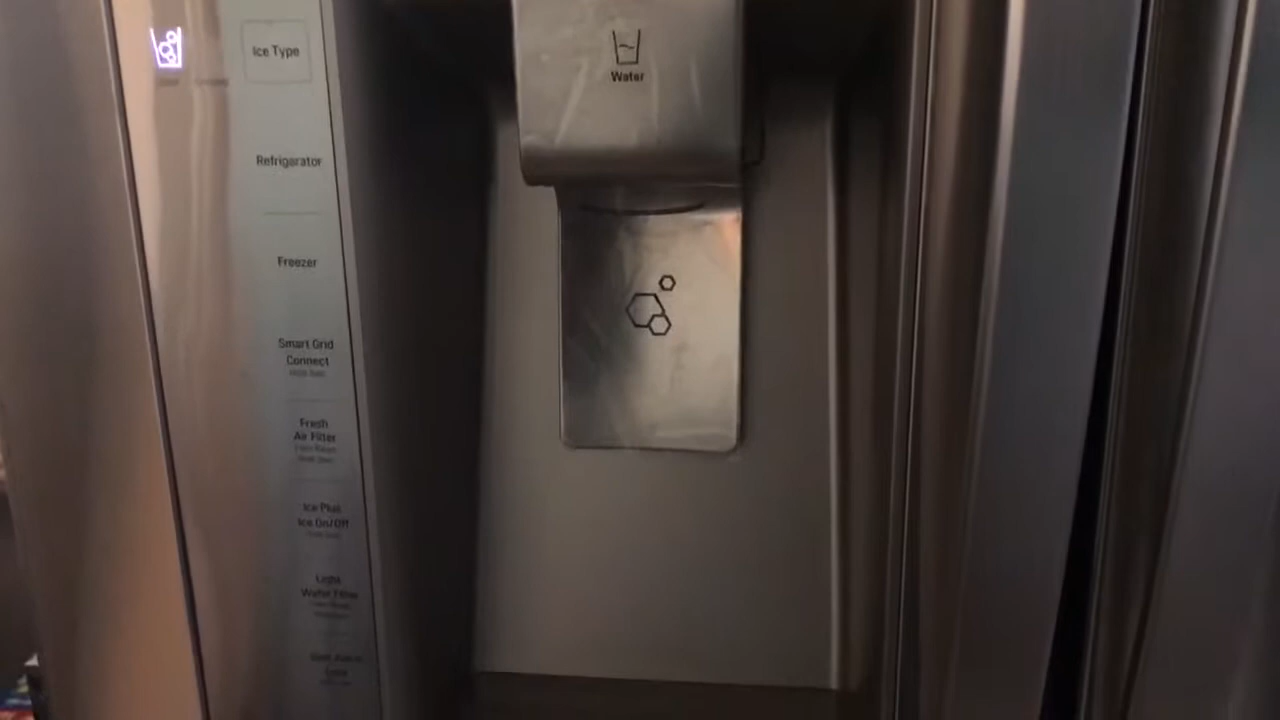 Ice Type
Water
Refrigerator
Freezer
Smart Grid
Connect
Fresh
Air Filter
Ice Plus
Ice On/Off
Light
Water Filter